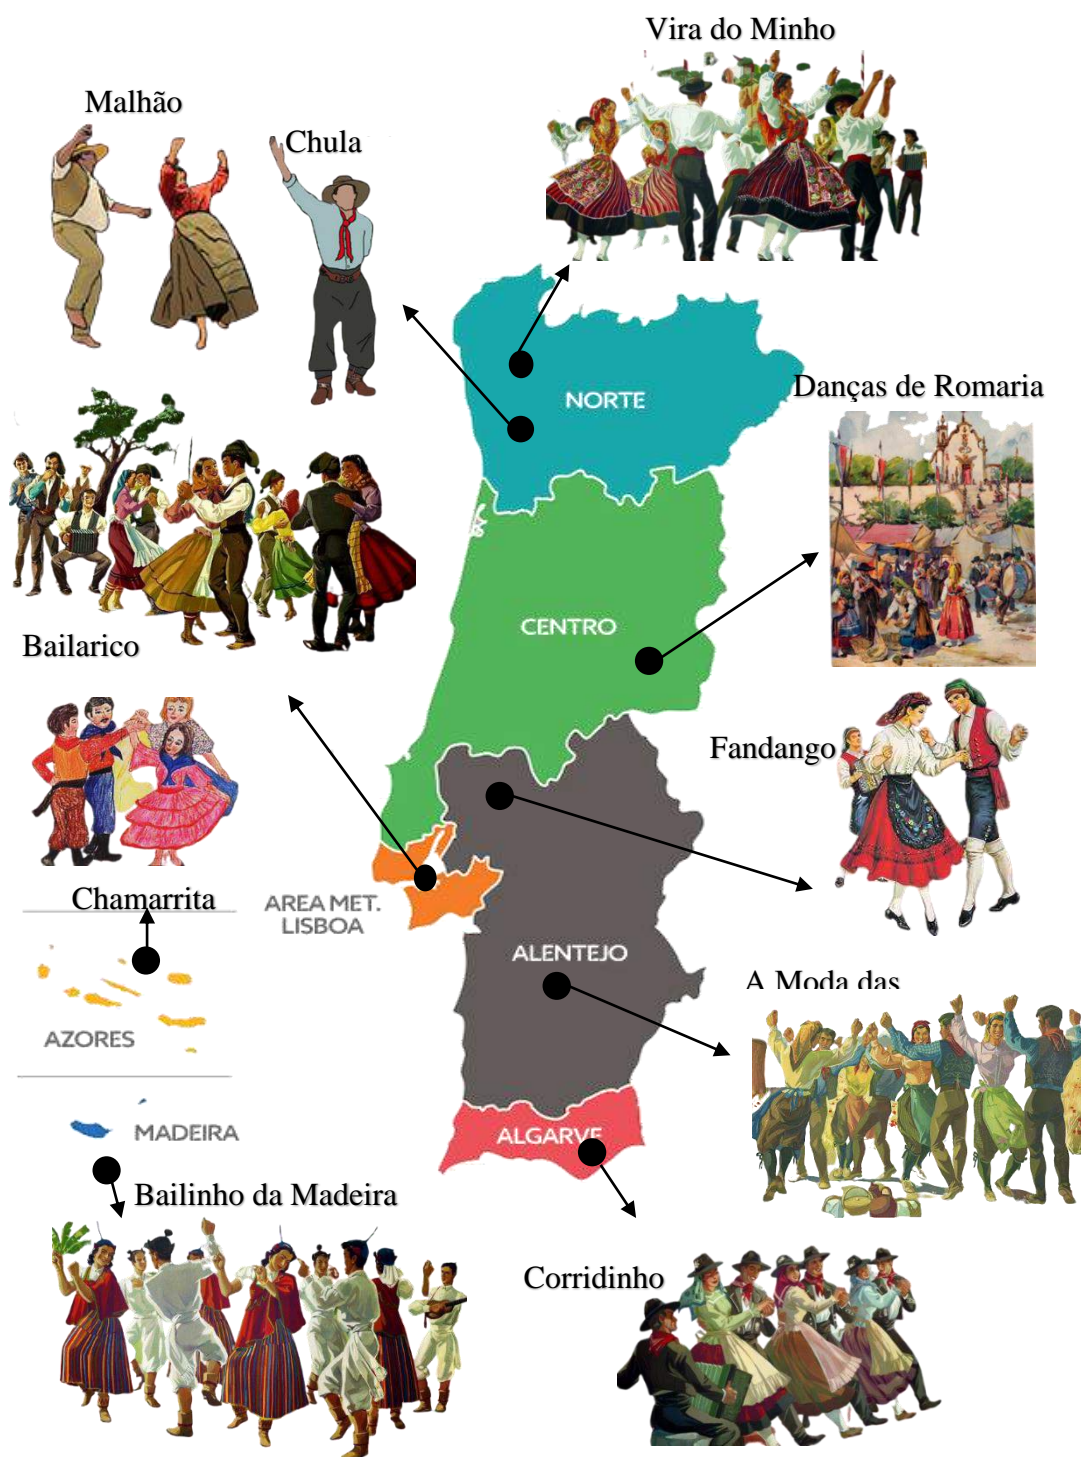 Vira do Minho
Malhão
Chula
NORTE
Danças de Romaria
CENTRO
Bailarico
Fandango
Chamarrita
AREA MET.
LISBOA
ALENTEJO
A Moda das
AZORES
MADEIRA
ALGARVE
Bailinho da Madeira
Corridinho